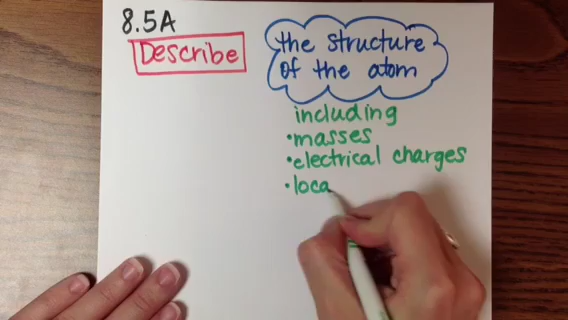 8.5A
Describe
the structure
of the atom
including
• masses
• electrical charges
• loca